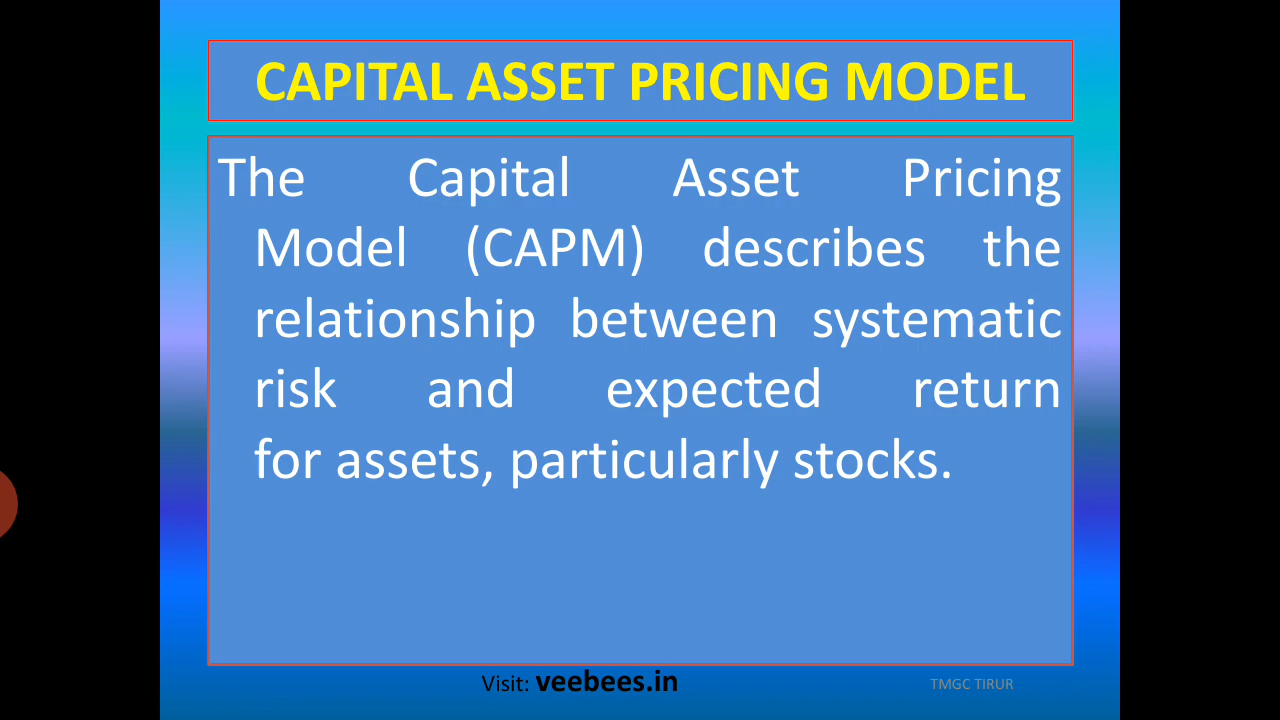 CAPITAL ASSET PRICING MODEL
The Capital Asset Pricing
Model (CAPM) describes the
relationship between systematic
risk and expected return
for assets, particularly stocks.
Visit: veebees.in
TMGC TIRUR